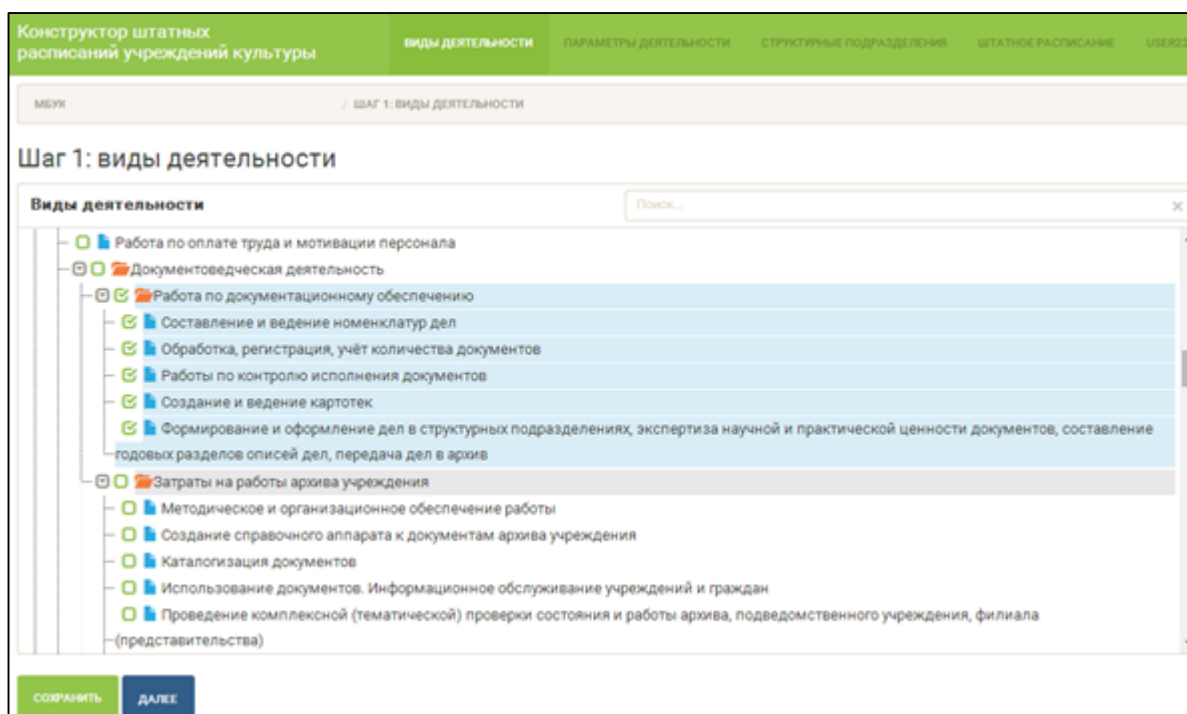 Конструктор штатных
расписаний учреждений культуры
ВИДЫ ДЕЯТЕЛЬНОСТИ
ПАРАМЕТРЫ ДЕЯТЕЛЬНОСТИ
СТРУКТУРНЫЕ ПОДРАЗДЕЛЕНИЯ
ШТАТНОЕ РАСПИСАНИЕ
USER22
МБУК / ШАГ 1: ВИДЫ ДЕЯТЕЛЬНОСТИ
Шаг 1: виды деятельности
Виды деятельности
Поиск...
Работа по оплате труда и мотивации персонала
Документоведческая деятельность
Работа по документационному обеспечению
Составление и ведение номенклатур дел
Обработка, регистрация, учёт количества документов
Работы по контролю исполнения документов
Создание и ведение картотек
Формирование и оформление дел в структурных подразделениях, экспертиза научной и практической ценности документов, составление
годовых разделов описей дел, передача дел в архив
Затраты на работы архива учреждения
Методическое и организационное обеспечение работы
Создание справочного аппарата к документам архива учреждения
Каталогизация документов
Использование документов. Информационное обслуживание учреждений и граждан
Проведение комплексной (тематической) проверки состояния и работы архива, подведомственного учреждения, филиала
(представительства)
СОХРАНИТЬ
ДАЛЕЕ